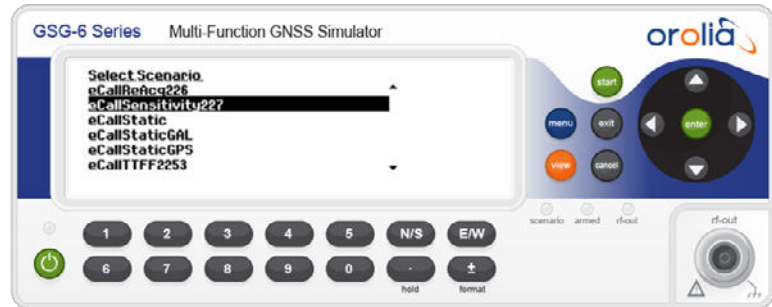 GSG-6 Series Multi-Function GNSS Simulator
orolia
Select Scenario
eCallReAcq226
eCallSensitivity227
eCallStatic
eCallStaticGAL
eCallStaticGPS
eCallTTFF2253
start
menu exit enter
view cancel
scenario armed rf-out
rf-out
1 2 3 4 5 N/S E/W
6 7 8 9 0 . ±
hold format